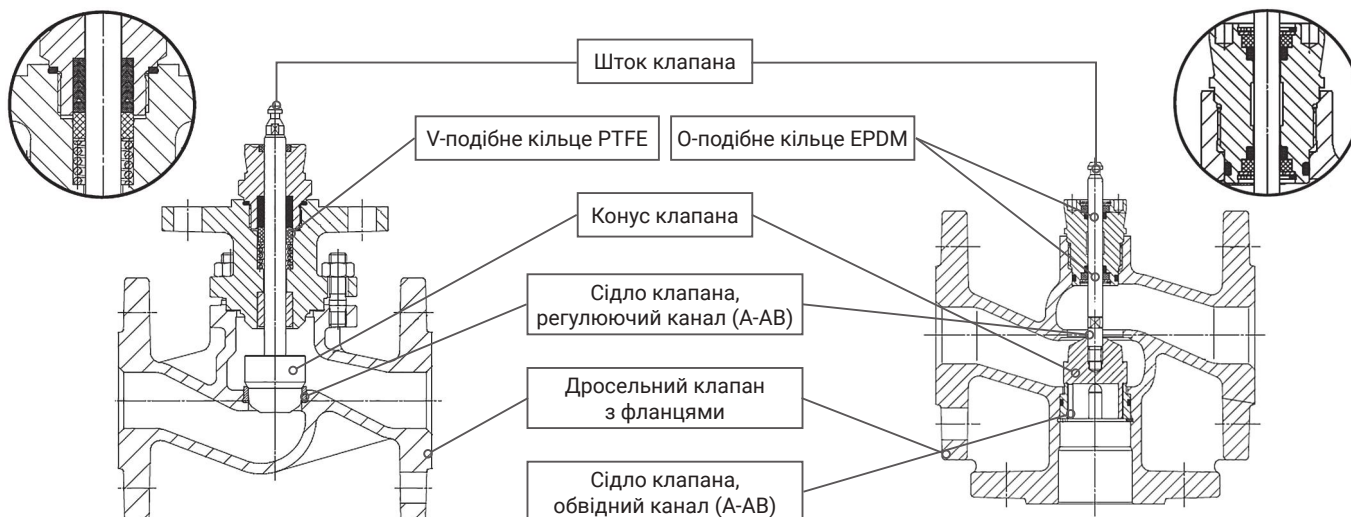 Шток клапана
V-подібне кільце PTFE
О-подібне кільце EPDM
Конус клапана
Сідло клапана,
регулюючий канал (A-AB)
Дросельний клапан
з фланцями
Сідло клапана,
обвідний канал (A-AB)